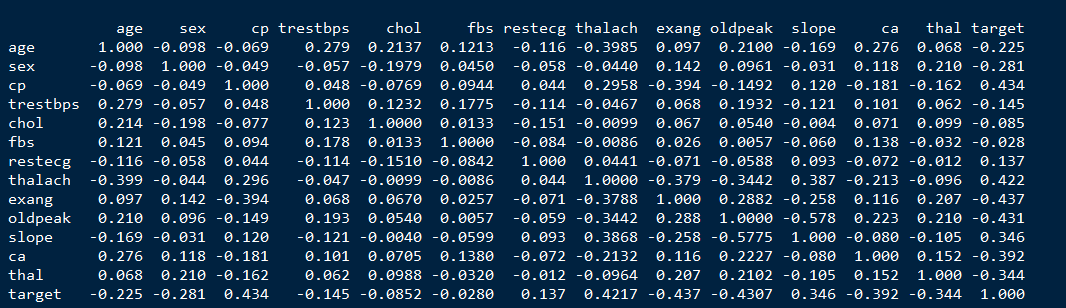 age sex cp trestbps chol fbs restecg thalach exang oldpeak slope ca thal target
age 1.000 -0.098 -0.069 0.279 0.2137 0.1213 -0.116 -0.3985 0.097 0.2100 -0.169 0.276 0.068 -0.225
sex -0.098 1.000 -0.049 -0.057 -0.1979 0.0450 -0.058 -0.0440 0.142 0.0961 -0.031 0.118 0.210 -0.281
cp -0.069 -0.049 1.000 0.048 -0.0769 0.0944 0.044 0.2958 -0.394 -0.1492 0.120 -0.181 -0.162 0.434
trestbps 0.279 -0.057 0.048 1.000 0.1232 0.1775 -0.114 -0.0467 0.068 0.1932 -0.121 0.101 0.062 -0.145
chol 0.214 -0.198 -0.077 0.123 1.0000 0.0133 -0.151 -0.0099 0.067 0.0540 -0.004 0.071 0.099 -0.085
fbs 0.121 0.045 0.094 0.178 0.0133 1.0000 -0.084 -0.0086 0.026 0.0057 -0.060 0.138 -0.032 -0.028
restecg -0.116 -0.058 0.044 -0.114 -0.1510 -0.0842 1.000 0.0441 -0.071 -0.0588 0.093 -0.072 -0.012 0.137
thalach -0.399 -0.044 0.296 -0.047 -0.0099 -0.0086 0.044 1.0000 -0.379 -0.3442 0.387 -0.213 -0.096 0.422
exang 0.097 0.142 -0.394 0.068 0.0670 0.0257 -0.071 -0.3788 1.000 0.2882 -0.258 0.116 0.207 -0.437
oldpeak 0.210 0.096 -0.149 0.193 0.0540 0.0057 -0.059 -0.3442 0.288 1.0000 -0.578 0.223 0.210 -0.431
slope -0.169 -0.031 0.120 -0.121 -0.0040 -0.0599 0.093 0.3868 -0.258 -0.5775 1.000 -0.080 -0.105 0.346
ca 0.276 0.118 -0.181 0.101 0.0705 0.1380 -0.072 -0.2132 0.116 0.2227 -0.080 1.000 0.152 -0.392
thal 0.068 0.210 -0.162 0.062 0.0988 -0.0320 -0.012 -0.0964 0.207 0.2102 -0.105 0.152 1.000 -0.344
target -0.225 -0.281 0.434 -0.145 -0.0852 -0.0280 0.137 0.4217 -0.437 -0.4307 0.346 -0.392 -0.344 1.000